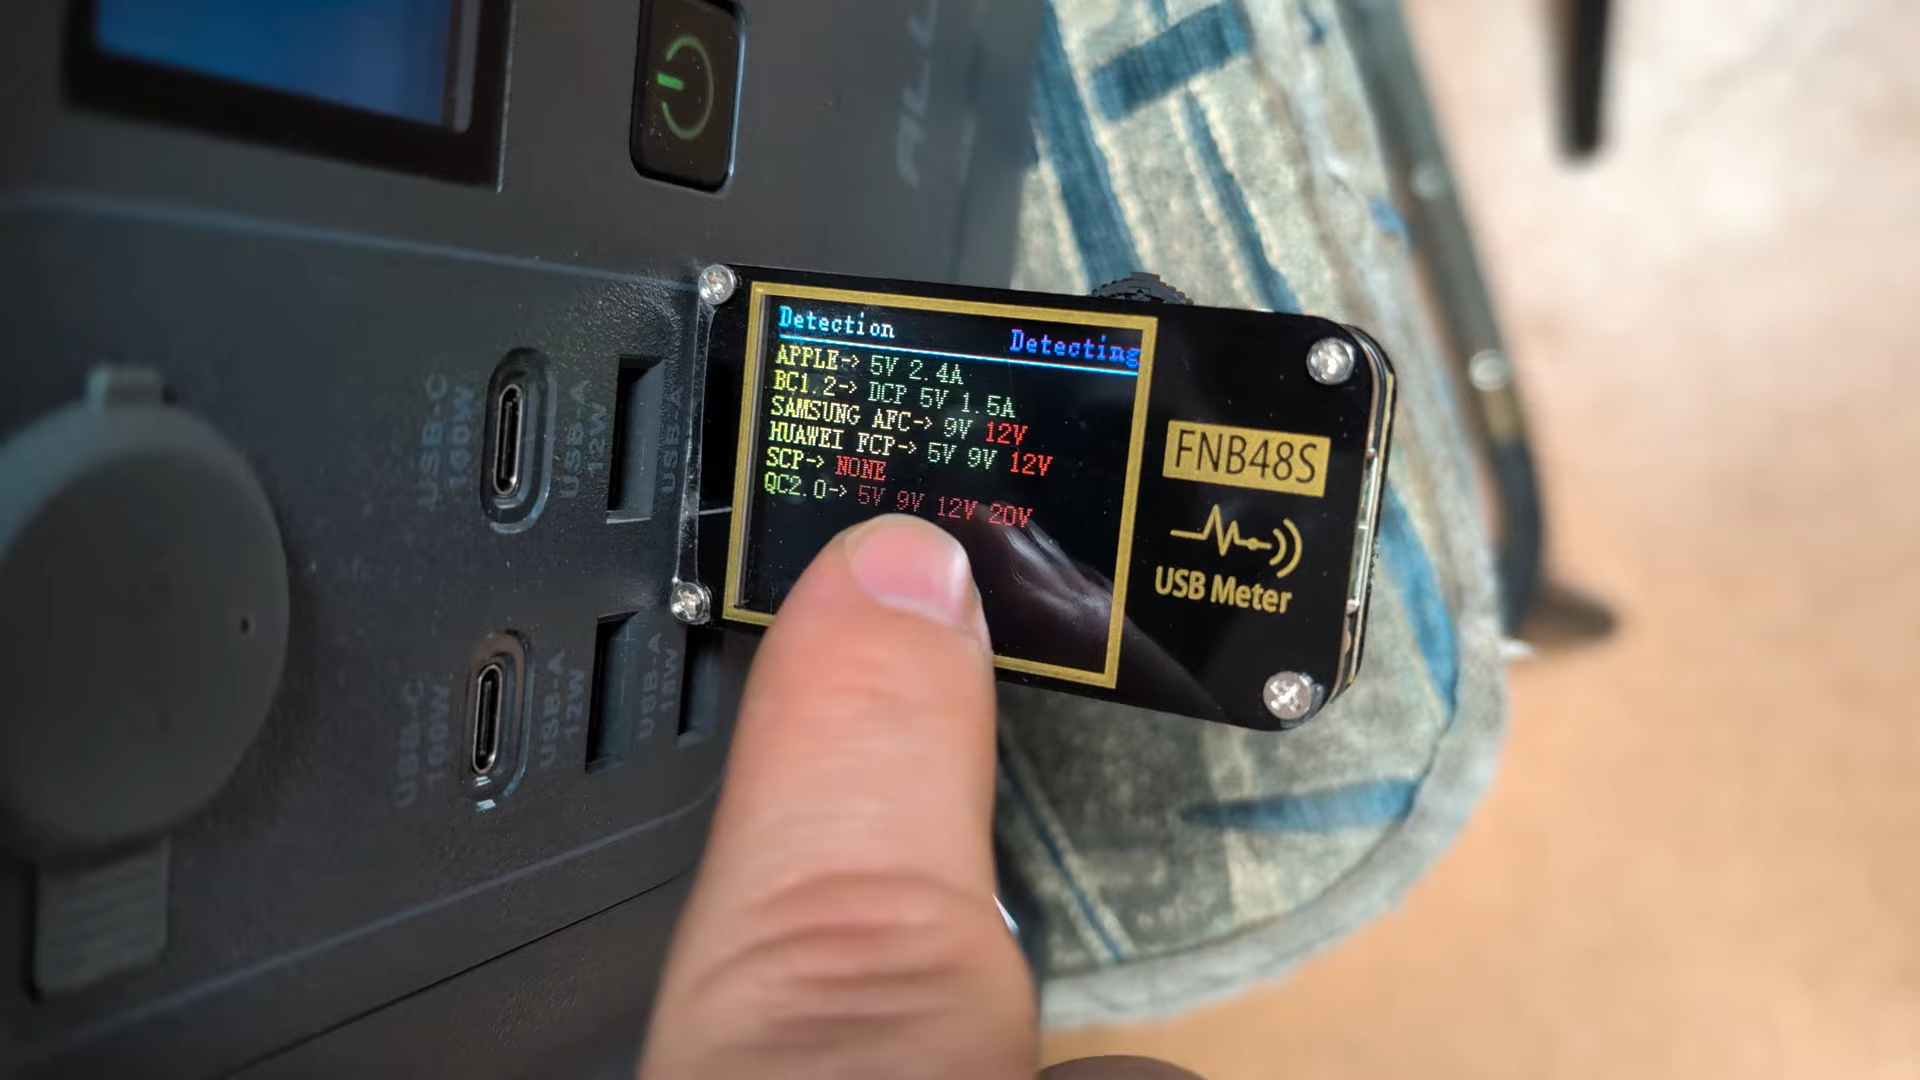 ALL
USB-C
100W
USB-A
12W
USB-A
USB-C
100W
USB-A
12W
USB-A
18W
Detection
Detecting
APPLE-> 5V 2.4A
BC1.2-> DCP 5V 1.5A
SAMSUNG AFC-> 9V 12V
HUAWEI FCP-> 5V 9V 12V
SCP-> NONE
QC2.0-> 5V 9V 12V 20V
FNB48S
USB Meter